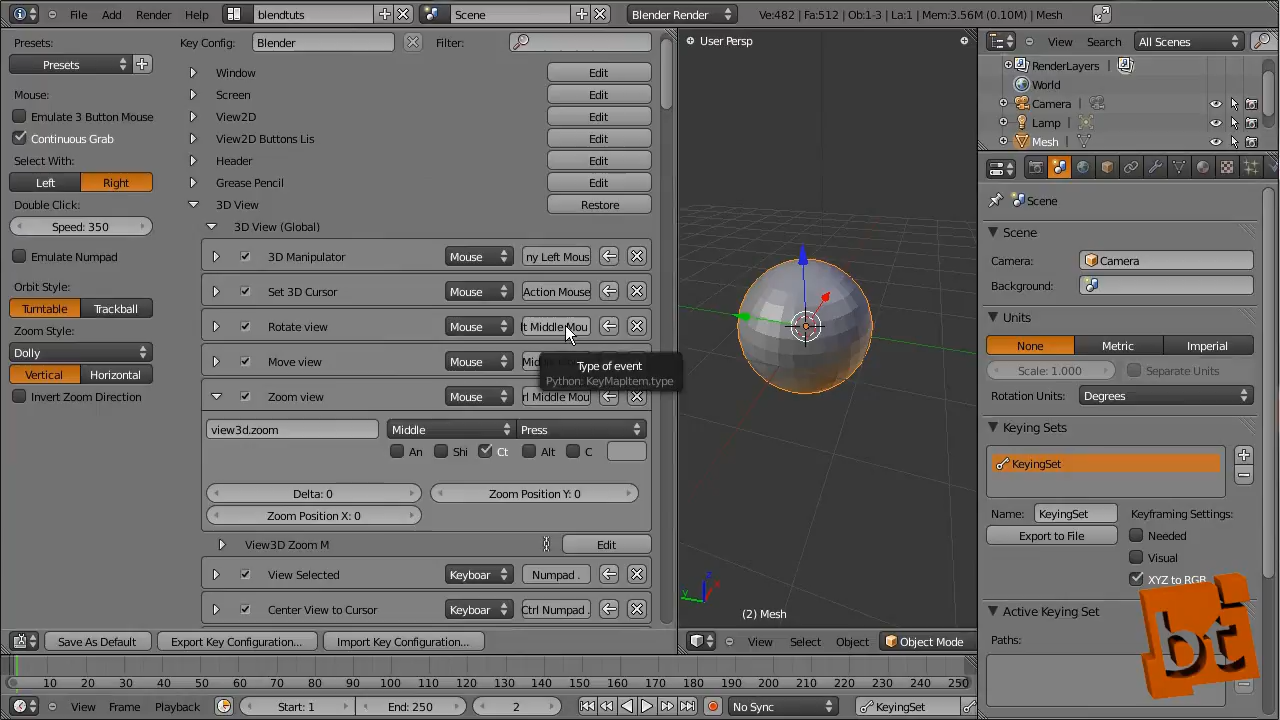 File Add Render Help blendtuts Scene Blender Render Ve:482 | Fa:512 | Ob:1-3 | La:1 | Mem:3.56M (0.10M) | Mesh
Presets:
Presets
Mouse:
Emulate 3 Button Mouse
Continuous Grab
Select With:
Left Right
Double Click:
Speed: 350
Emulate Numpad
Orbit Style:
Turntable Trackball
Zoom Style:
Dolly
Vertical Horizontal
Invert Zoom Direction
Key Config: Blender Filter:
Window Edit
Screen Edit
View2D Edit
View2D Buttons Lis Edit
Header Edit
Grease Pencil Edit
3D View Restore
3D View (Global)
3D Manipulator Mouse ny Left Mous
Set 3D Cursor Mouse Action Mouse
Rotate view Mouse lt Middle Mou
Move view Mouse
Type of event
Python: KeyMapItem.type
Zoom view Mouse rl Middle Mou
view3d.zoom Middle Press
An Shi Ct Alt C
Delta: 0 Zoom Position Y: 0
Zoom Position X: 0
View3D Zoom M Edit
View Selected Keyboar Numpad .
Center View to Cursor Keyboar Ctrl Numpad .
Save As Default Export Key Configuration... Import Key Configuration...
User Persp
z
y
x
(2) Mesh
View Select Object Object Mode
View Search All Scenes
RenderLayers
World
Camera
Lamp
Mesh
Scene
Scene
Camera: Camera
Background:
Units
None Metric Imperial
Scale: 1.000 Separate Units
Rotation Units: Degrees
Keying Sets
KeyingSet
Name: KeyingSet
Export to File
Keyframing Settings:
Needed
Visual
XYZ to RGB
Active Keying Set
Paths:
bt
0 10 20 30 40 50 60 70 80 90 100 110 120 130 140 150 160 170 180 190 200 210 220 230 240 250
View Frame Playback Start: 1 End: 250 2 No Sync KeyingSet